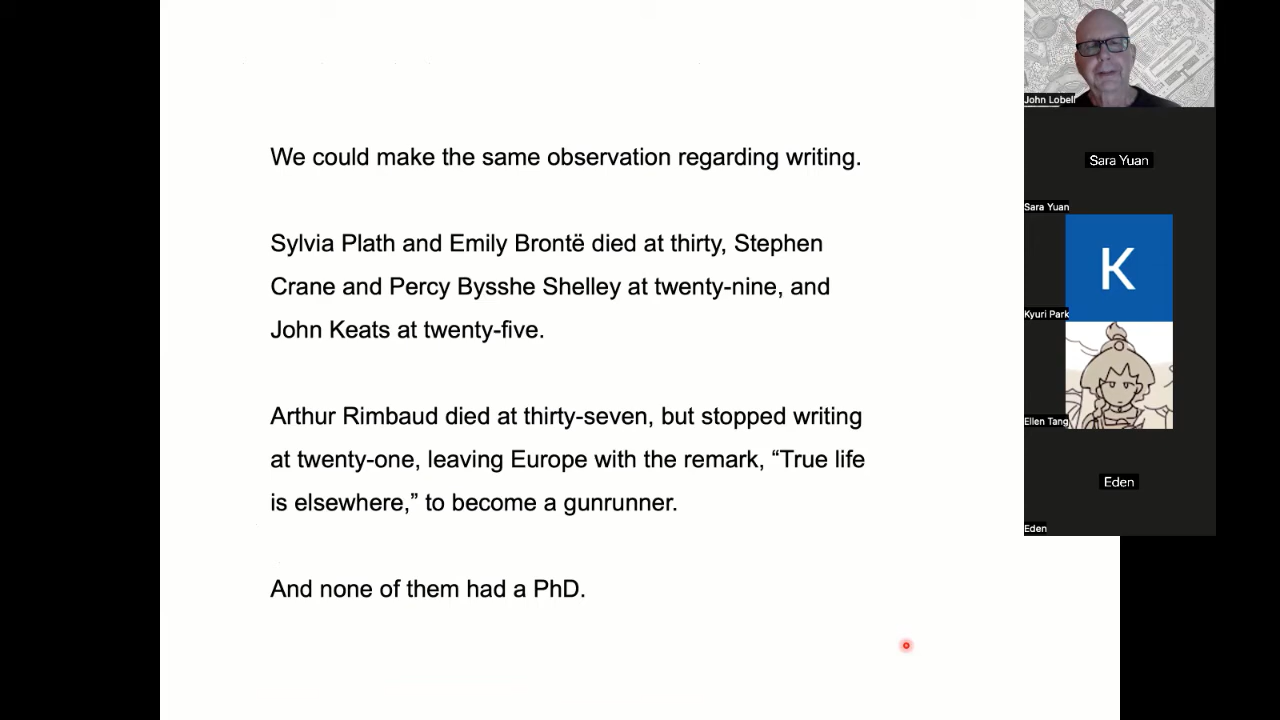 We could make the same observation regarding writing.
Sylvia Plath and Emily Brontë died at thirty, Stephen
Crane and Percy Bysshe Shelley at twenty-nine, and
John Keats at twenty-five.
Arthur Rimbaud died at thirty-seven, but stopped writing
at twenty-one, leaving Europe with the remark, “True life
is elsewhere,” to become a gunrunner.
And none of them had a PhD.
John Lobell
Sara Yuan
Sara Yuan
K
Kyuri Park
Ellen Tang
Eden
Eden